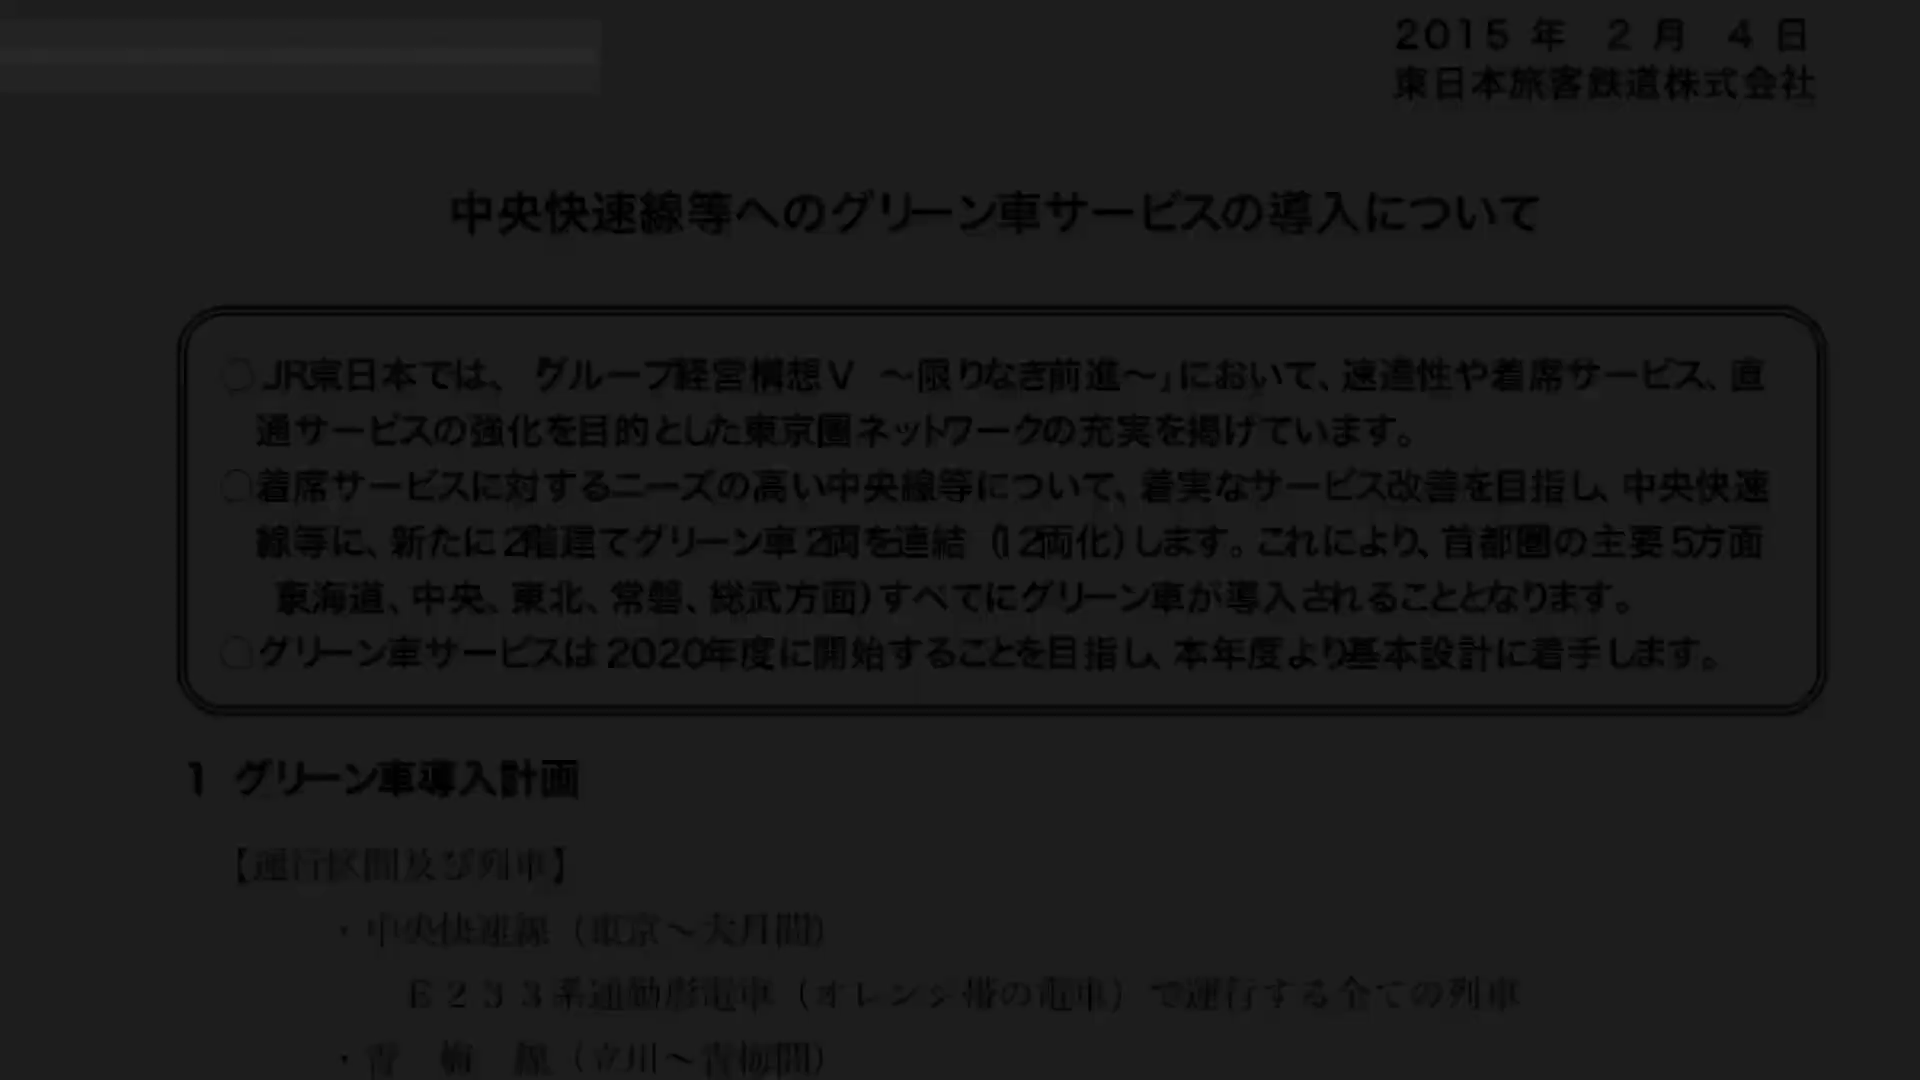 2015 年 2 月 4 日
東日本旅客鉄道株式会社
中央快速線等へのグリーン車サービスの導入について
○JR東日本では、グループ経営構想Ⅴ ～限りなき前進～」において、速達性や着席サービス、直
通サービスの強化を目的とした東京圏ネットワークの充実を掲げています。
○着席サービスに対するニーズの高い中央線等について、着実なサービス改善を目指し、中央快速
線等に、新たに2階建てグリーン車2両を連結（12両化）します。これにより、首都圏の主要5方面
東海道、中央、東北、常磐、総武方面）すべてにグリーン車が導入されることとなります。
○グリーン車サービスは2020年度に開始することを目指し、本年度より基本設計に着手します。
1 グリーン車導入計画
【運行区間及び列車】
・中央快速線（東京～大月間）
E233系通勤形電車（オレンジ帯の電車）で運行する全ての列車
・青 梅 線（立川～青梅間）